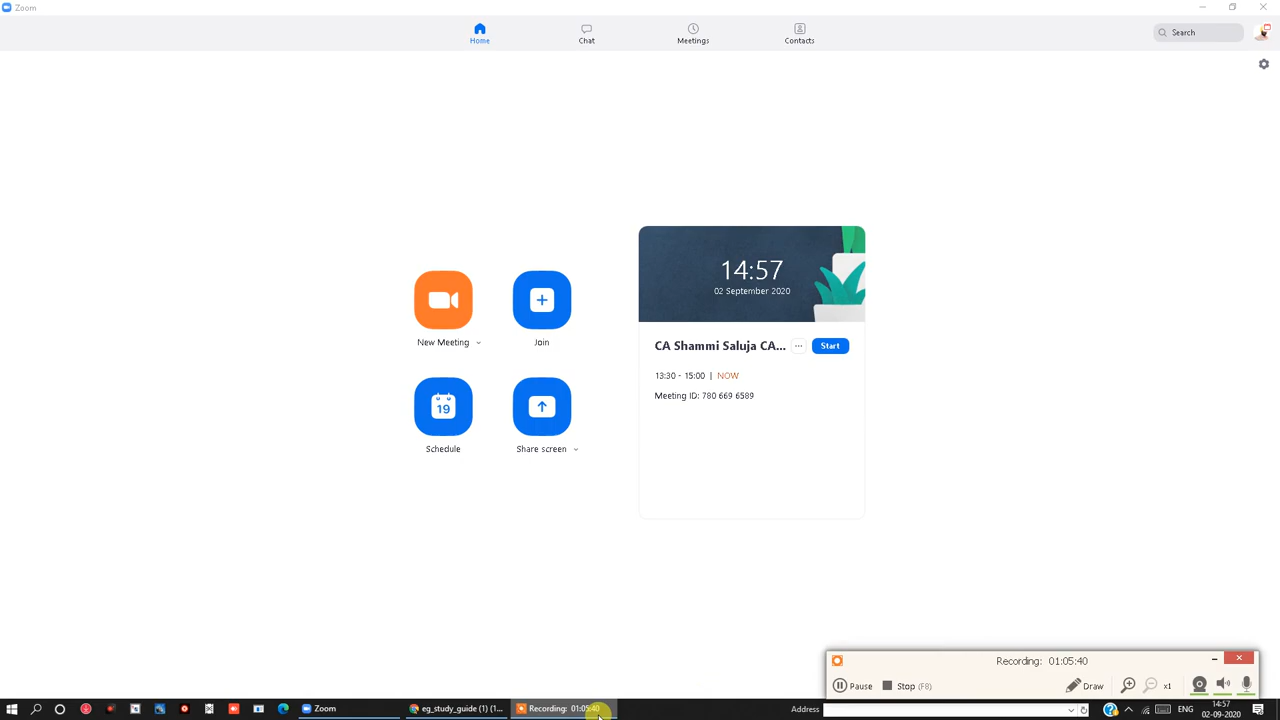 Zoom
Home
Chat
Meetings
Contacts
Search
14:57
02 September 2020
New Meeting
Join
CA Shammi Saluja CA...
Start
13:30 - 15:00 | NOW
Meeting ID: 780 669 6589
19
Schedule
Share screen
Recording: 01:05:40
Pause
Stop (F8)
Draw
x1
Zoom
eg_study_guide (1) (1...
Recording: 01:05:40
Address
ENG
14:57
02-09-2020